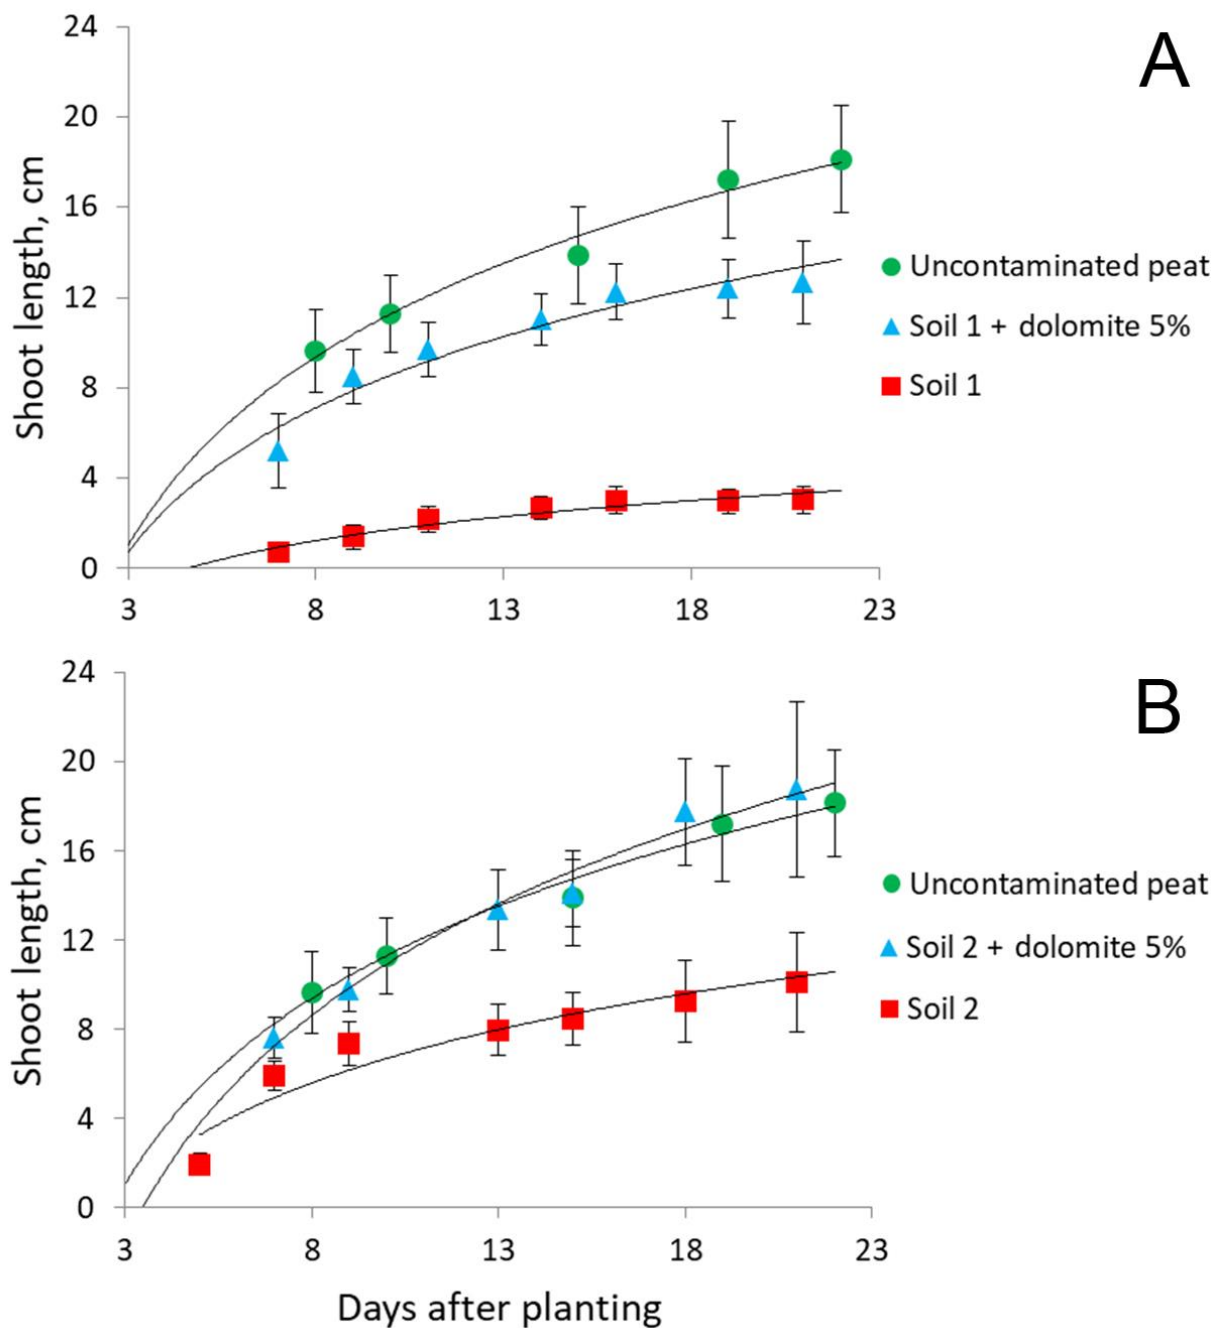 A
24
20
16
12
8
4
0
Shoot length, cm
3 8 13 18 23
Uncontaminated peat
Soil 1 + dolomite 5%
Soil 1
B
24
20
16
12
8
4
0
Shoot length, cm
3 8 13 18 23
Days after planting
Uncontaminated peat
Soil 2 + dolomite 5%
Soil 2